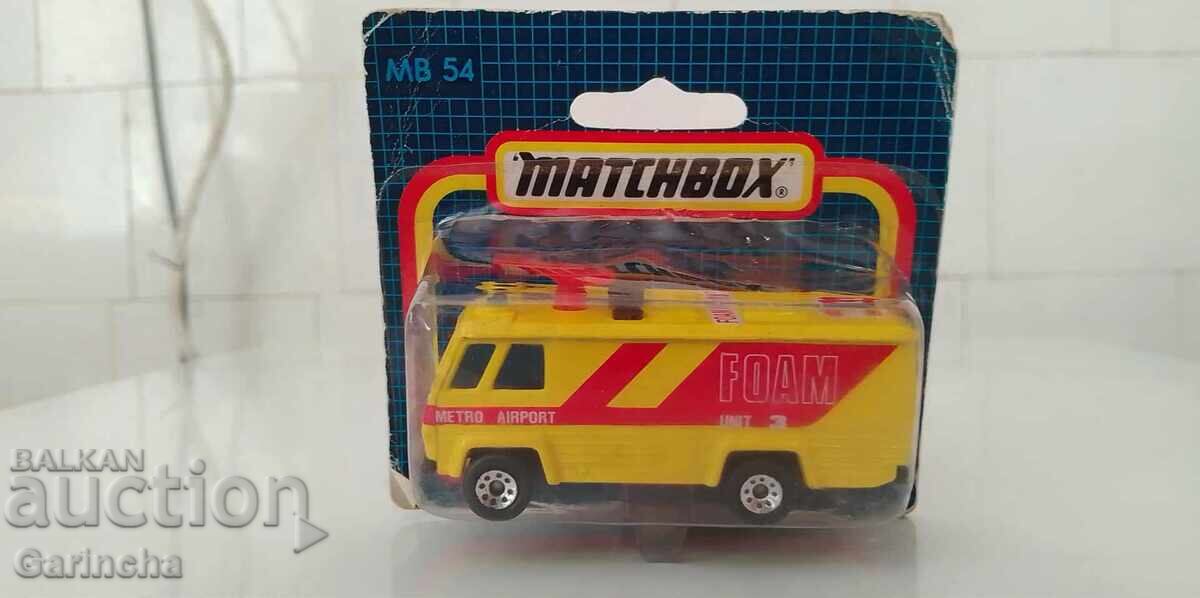 MB 54
MATCHBOX®
FOAM
METRO AIRPORT
UNIT 3
BALKAN
auction
Garincha